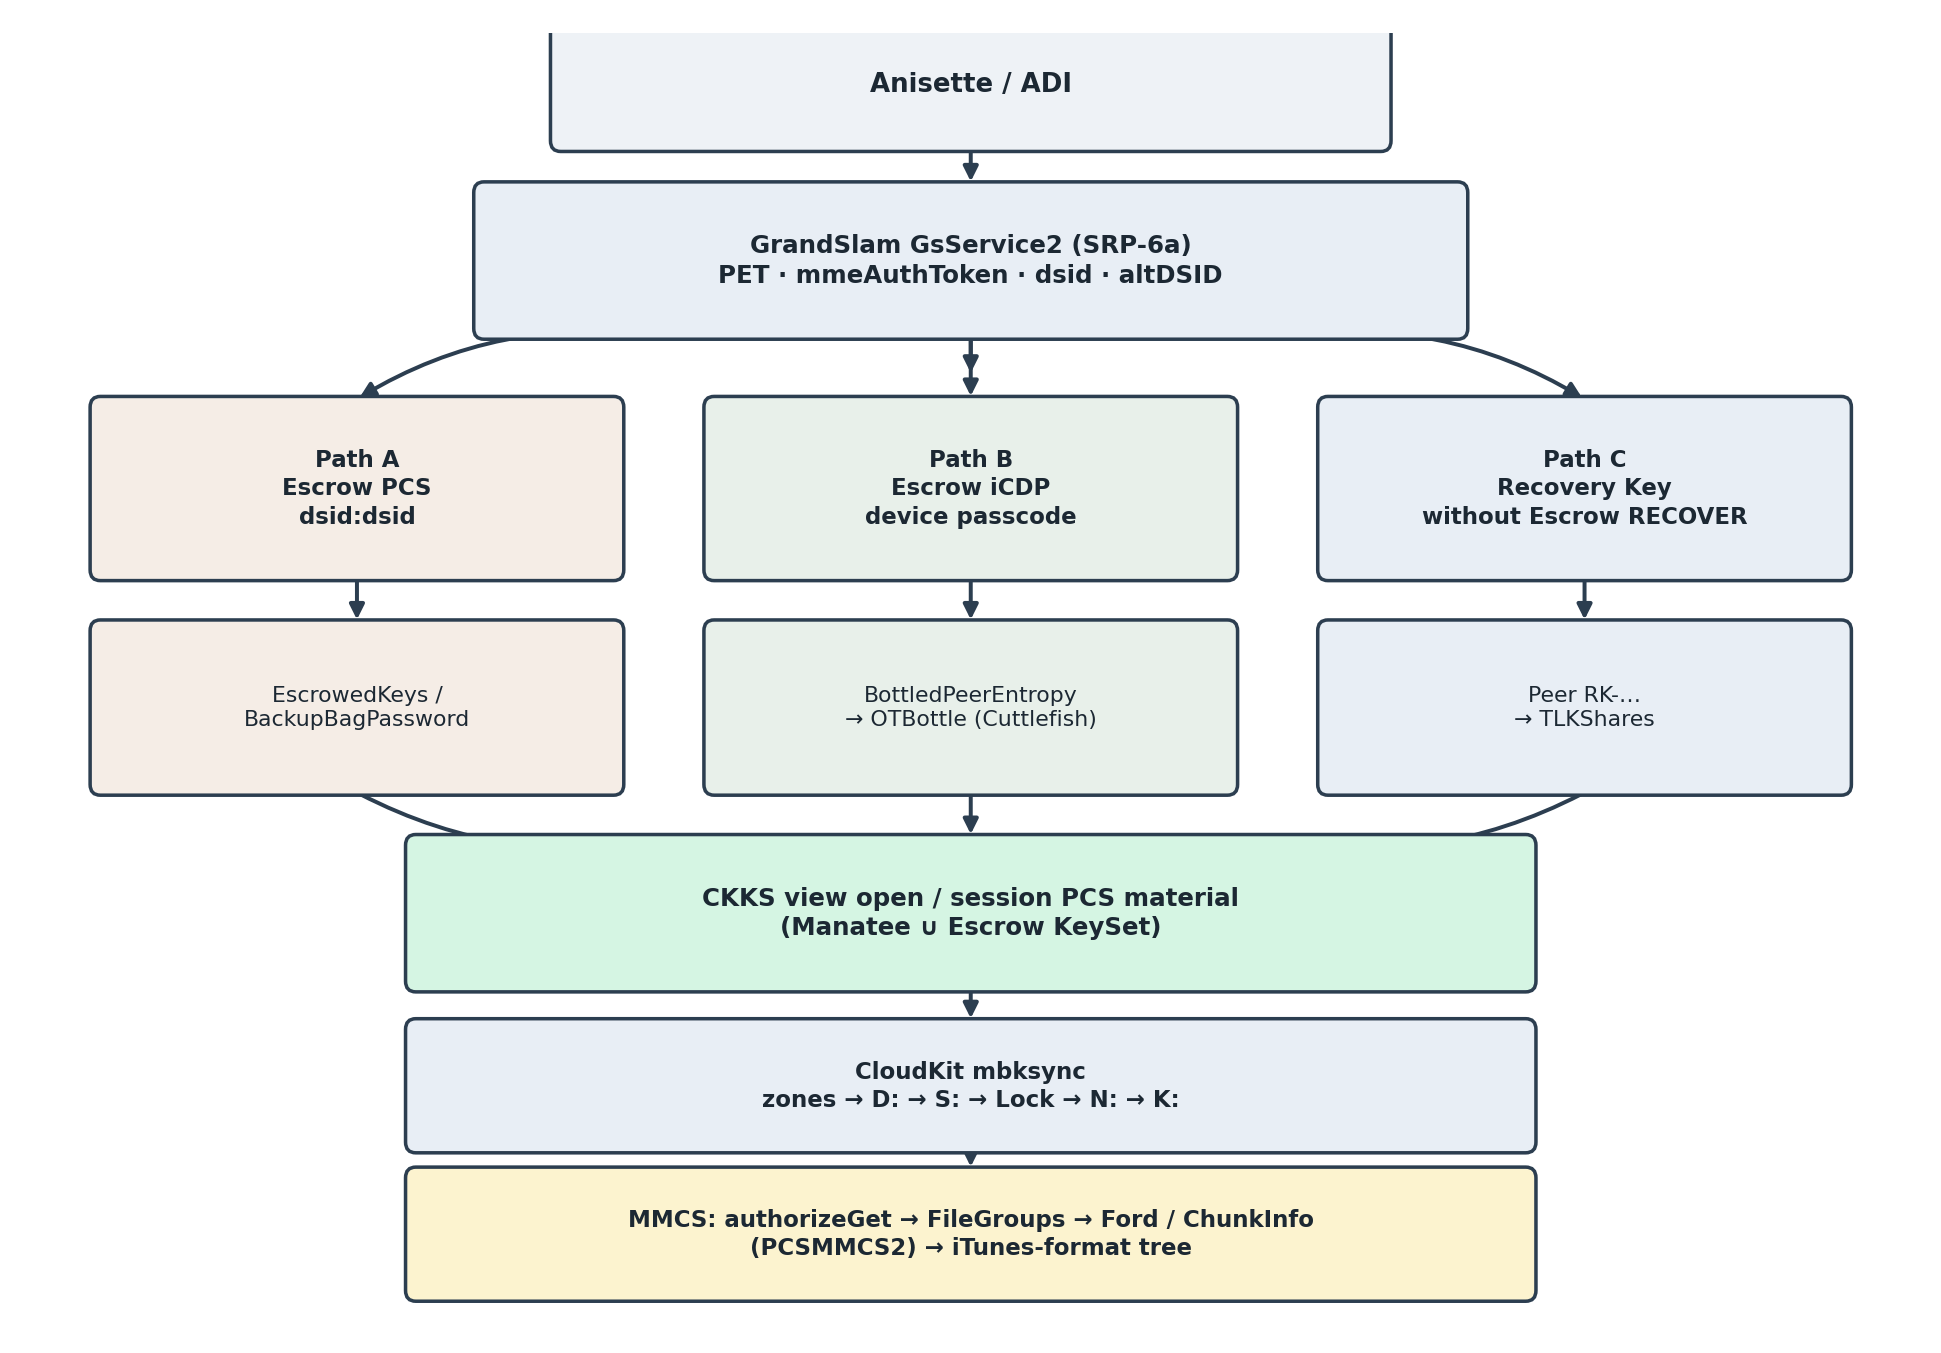 Anisette / ADI
GrandSlam GsService2 (SRP-6a)
PET · mmeAuthToken · dsid · altDSID
Path A
Escrow PCS
dsid:dsid
Path B
Escrow iCDP
device passcode
Path C
Recovery Key
without Escrow RECOVER
EscrowedKeys /
BackupBagPassword
BottledPeerEntropy
→ OTBottle (Cuttlefish)
Peer RK-…
→ TLKShares
CKKS view open / session PCS material
(Manatee ∪ Escrow KeySet)
CloudKit mbksync
zones → D: → S: → Lock → N: → K:
MMCS: authorizeGet → FileGroups → Ford / ChunkInfo
(PCSMMCS2) → iTunes-format tree